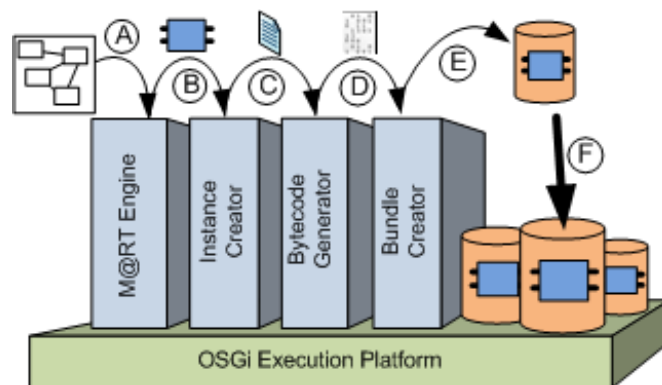 A
B
C
D
E
F
M@RT Engine
Instance
Creator
Bytecode
Generator
Bundle
Creator
OSGi Execution Platform